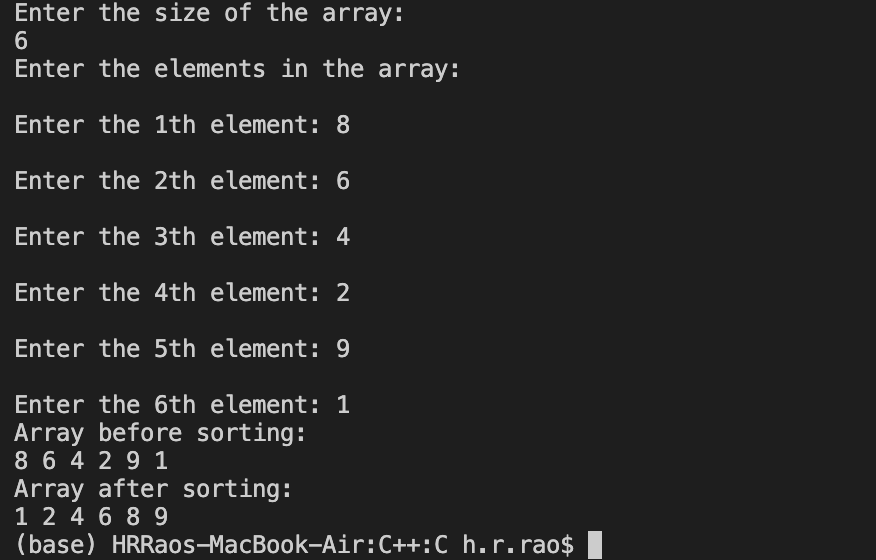 Enter the size of the array:
6
Enter the elements in the array:
Enter the 1th element: 8
Enter the 2th element: 6
Enter the 3th element: 4
Enter the 4th element: 2
Enter the 5th element: 9
Enter the 6th element: 1
Array before sorting:
8 6 4 2 9 1
Array after sorting:
1 2 4 6 8 9
(base) HRRaos-MacBook-Air:C++:C h.r.rao$